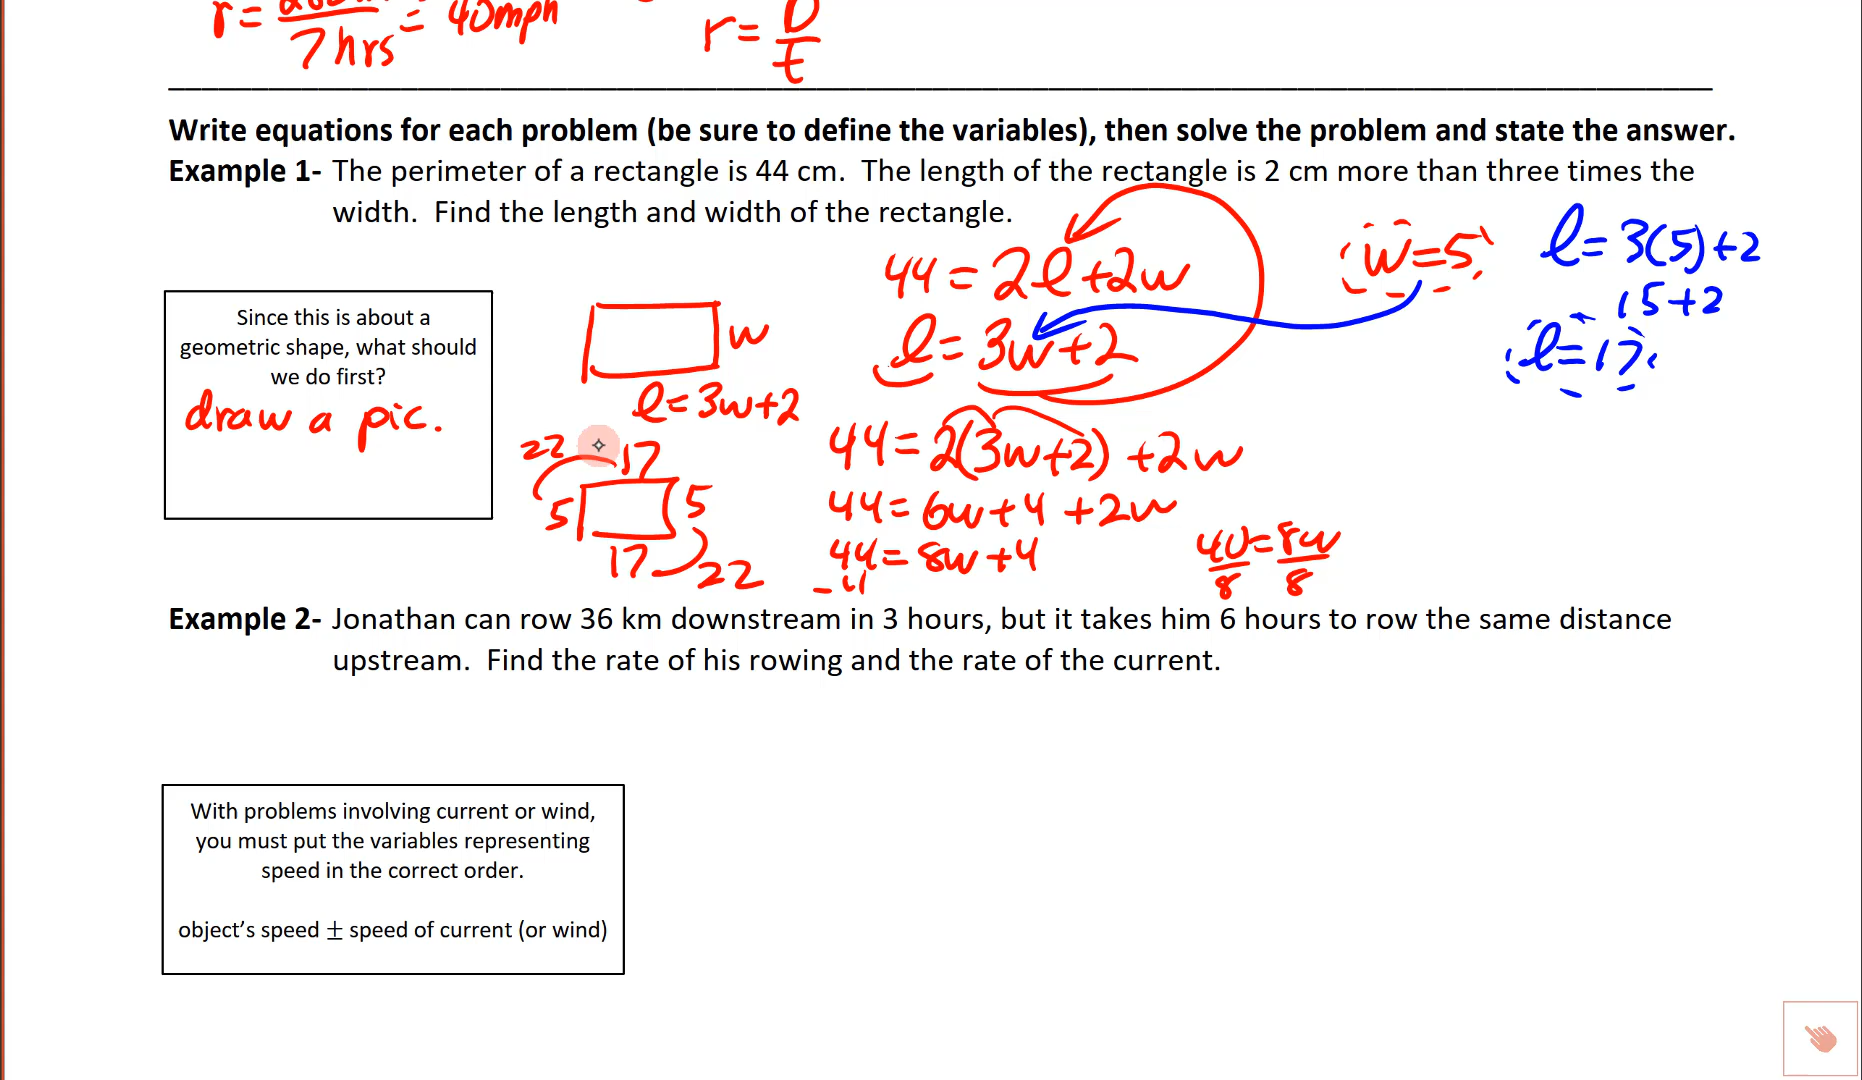 r = 7 hrs = 40mph
r = D/t
Write equations for each problem (be sure to define the variables), then solve the problem and state the answer.
Example 1- The perimeter of a rectangle is 44 cm.  The length of the rectangle is 2 cm more than three times the
width.  Find the length and width of the rectangle.
Since this is about a
geometric shape, what should
we do first?
draw a pic.
w
l = 3w+2
22 17
5 5
17 22
44 = 2l + 2w
l = 3w + 2
44 = 2(3w+2) + 2w
44 = 6w + 4 + 2w
44 = 8w + 4
-4
40 = 8w
8 8
w = 5
l = 3(5)+2
15+2
l = 17
Example 2- Jonathan can row 36 km downstream in 3 hours, but it takes him 6 hours to row the same distance
upstream.  Find the rate of his rowing and the rate of the current.
With problems involving current or wind,
you must put the variables representing
speed in the correct order.
object’s speed ± speed of current (or wind)